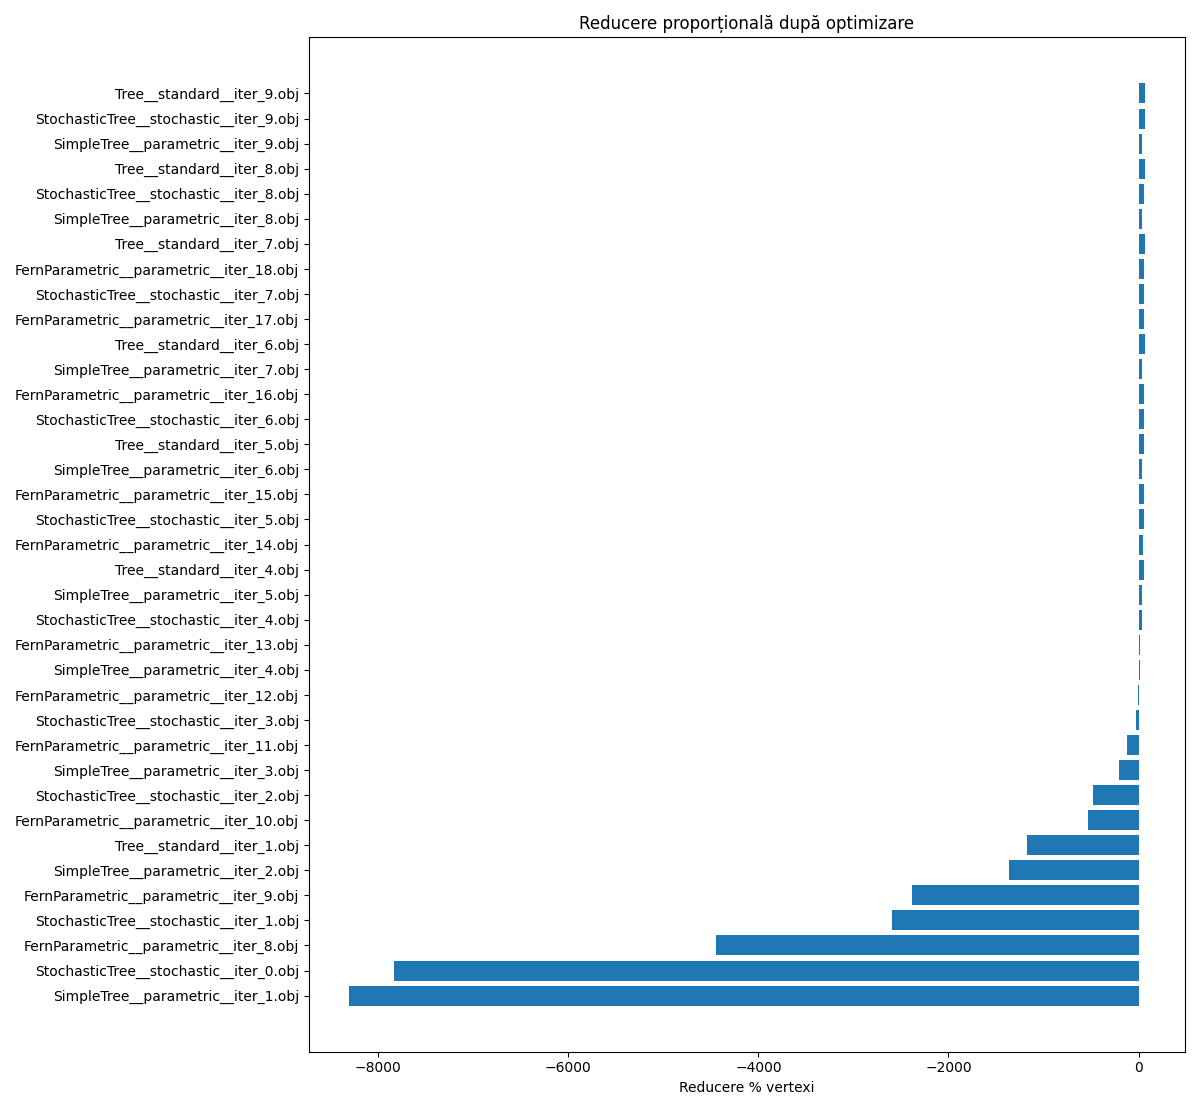 Reducere proporțională după optimizare
Tree__standard__iter_9.obj
StochasticTree__stochastic__iter_9.obj
SimpleTree__parametric__iter_9.obj
Tree__standard__iter_8.obj
StochasticTree__stochastic__iter_8.obj
SimpleTree__parametric__iter_8.obj
Tree__standard__iter_7.obj
FernParametric__parametric__iter_18.obj
StochasticTree__stochastic__iter_7.obj
FernParametric__parametric__iter_17.obj
Tree__standard__iter_6.obj
SimpleTree__parametric__iter_7.obj
FernParametric__parametric__iter_16.obj
StochasticTree__stochastic__iter_6.obj
Tree__standard__iter_5.obj
SimpleTree__parametric__iter_6.obj
FernParametric__parametric__iter_15.obj
StochasticTree__stochastic__iter_5.obj
FernParametric__parametric__iter_14.obj
Tree__standard__iter_4.obj
SimpleTree__parametric__iter_5.obj
StochasticTree__stochastic__iter_4.obj
FernParametric__parametric__iter_13.obj
SimpleTree__parametric__iter_4.obj
FernParametric__parametric__iter_12.obj
StochasticTree__stochastic__iter_3.obj
FernParametric__parametric__iter_11.obj
SimpleTree__parametric__iter_3.obj
StochasticTree__stochastic__iter_2.obj
FernParametric__parametric__iter_10.obj
Tree__standard__iter_1.obj
SimpleTree__parametric__iter_2.obj
FernParametric__parametric__iter_9.obj
StochasticTree__stochastic__iter_1.obj
FernParametric__parametric__iter_8.obj
StochasticTree__stochastic__iter_0.obj
SimpleTree__parametric__iter_1.obj
−8000 −6000 −4000 −2000 0
Reducere % vertexi